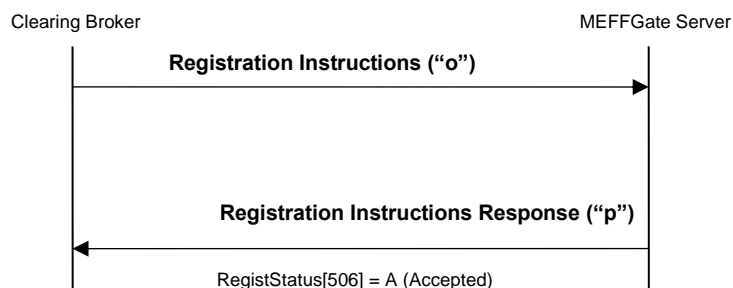 Clearing Broker
MEFFGate Server
Registration Instructions (“o”)
Registration Instructions Response (“p”)
RegistStatus[506] = A (Accepted)